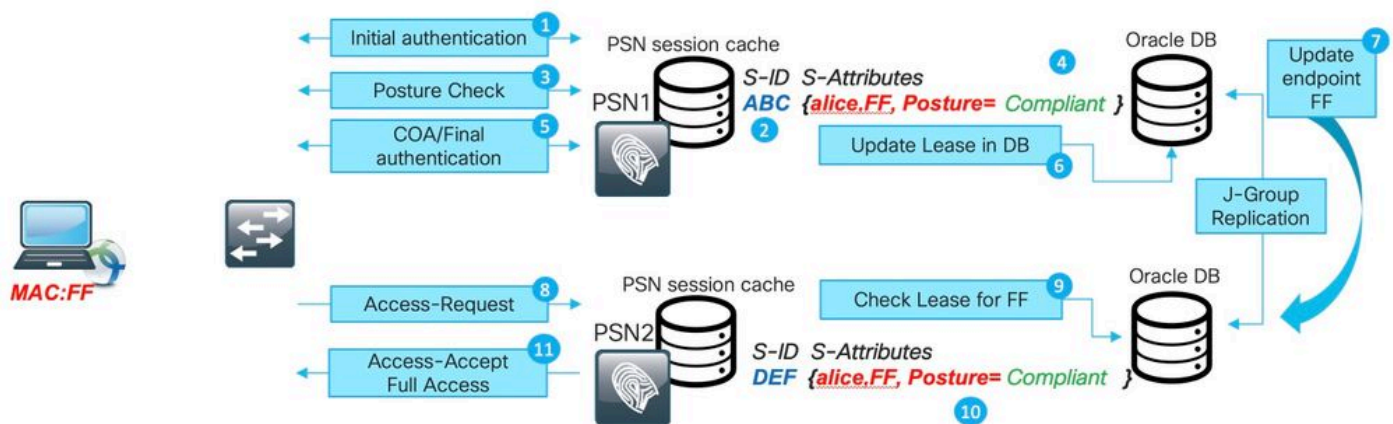 1
Initial authentication
3
Posture Check
5
COA/Final
authentication
PSN session cache
PSN1
S-ID S-Attributes
ABC {alice,FF, Posture= Compliant }
2
4
Update Lease in DB
6
Oracle DB
7
Update
endpoint
FF
J-Group
Replication
MAC:FF
8
Access-Request
11
Access-Accept
Full Access
PSN session cache
PSN2
9
Check Lease for FF
S-ID S-Attributes
DEF {alice,FF, Posture= Compliant }
10
Oracle DB